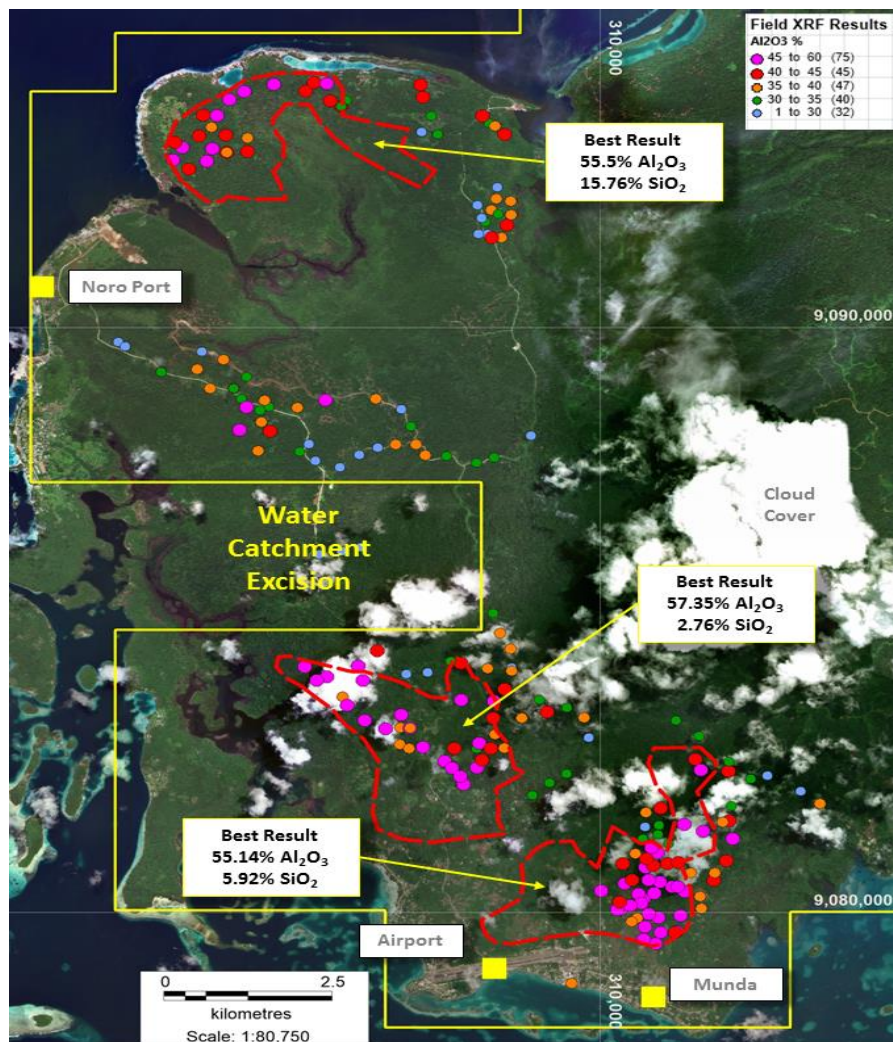 310,000
Field XRF Results
Al2O3 %
45 to 60 (75)
40 to 45 (45)
35 to 40 (47)
30 to 35 (40)
1 to 30 (32)
Best Result
55.5% Al₂O₃
15.76% SiO₂
Noro Port
9,090,000
Water
Catchment
Excision
Cloud
Cover
Best Result
57.35% Al₂O₃
2.76% SiO₂
Best Result
55.14% Al₂O₃
5.92% SiO₂
9,080,000
Airport
Munda
310,000
0 2.5
kilometres
Scale: 1:80,750